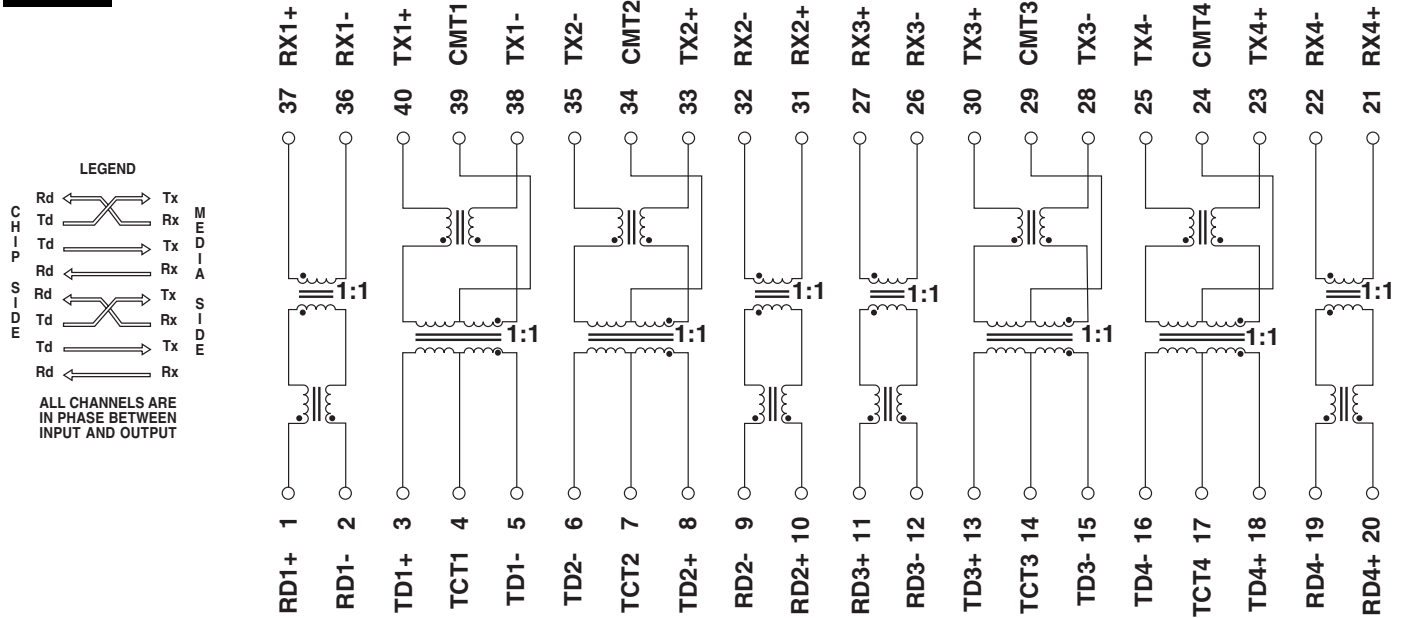 RX1+ RX1- TX1+ CMT1 TX1- TX2- CMT2 TX2+ RX2- RX2+ RX3+ RX3- TX3+ CMT3 TX3- TX4- CMT4 TX4+ RX4- RX4+
37 36 40 39 38 35 34 33 32 31 27 26 30 29 28 25 24 23 22 21
LEGEND
CHIP SIDE
MEDIA SIDE
Rd Tx
Td Rx
Td Tx
Rd Rx
Rd Tx
Td Rx
Td Tx
Rd Rx
ALL CHANNELS ARE
IN PHASE BETWEEN
INPUT AND OUTPUT
1:1 1:1 1:1 1:1 1:1 1:1 1:1 1:1
1 2 3 4 5 6 7 8 9 10 11 12 13 14 15 16 17 18 19 20
RD1+ RD1- TD1+ TCT1 TD1- TD2- TCT2 TD2+ RD2- RD2+ RD3+ RD3- TD3+ TCT3 TD3- TD4- TCT4 TD4+ RD4- RD4+